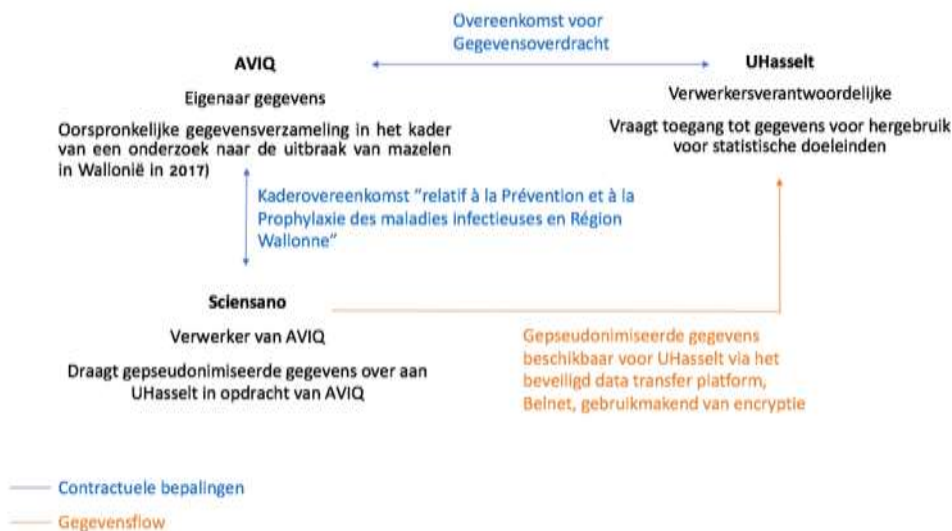 Overeenkomst voor
Gegevensoverdracht
AVIQ
Eigenaar gegevens
Oorspronkelijke gegevensverzameling in het kader
van een onderzoek naar de uitbraak van mazelen
in Wallonië in 2017)
UHasselt
Verwerkersverantwoordelijke
Vraagt toegang tot gegevens voor hergebruik
voor statistische doeleinden
Kaderovereenkomst "relatif à la Prévention et à la
Prophylaxie des maladies infectieuses en Région
Wallonne"
Sciensano
Verwerker van AVIQ
Draagt gepseudonimiseerde gegevens over aan
UHasselt in opdracht van AVIQ
Gepseudonimiseerde gegevens
beschikbaar voor UHasselt via het
beveiligd data transfer platform,
Belnet, gebruikmakend van encryptie
Contractuele bepalingen
Gegevensflow